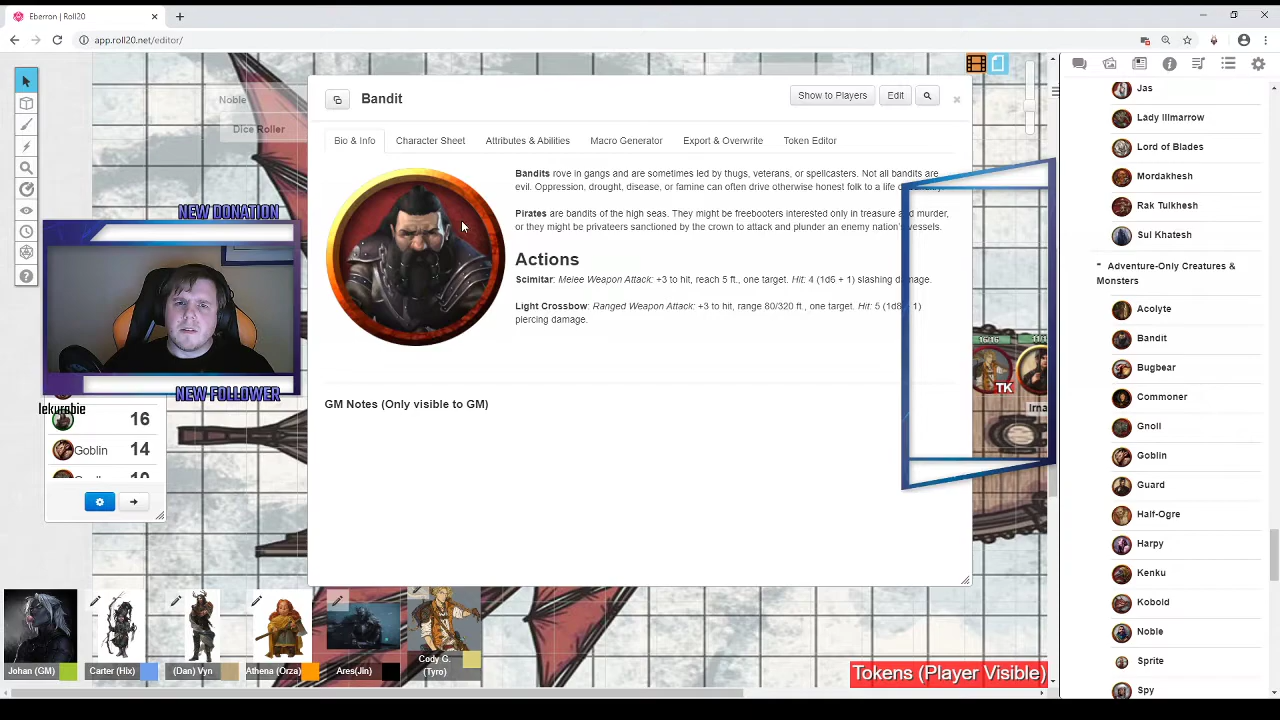 Eberron | Roll20
app.roll20.net/editor/
Noble
Dice Roller
Bandit
Show to Players
Edit
Bio & Info
Character Sheet
Attributes & Abilities
Macro Generator
Export & Overwrite
Token Editor
Bandits rove in gangs and are sometimes led by thugs, veterans, or spellcasters. Not all bandits are
evil. Oppression, drought, disease, or famine can often drive otherwise honest folk to a life of
Pirates are bandits of the high seas. They might be freebooters interested only in treasure and murder,
or they might be privateers sanctioned by the crown to attack and plunder an enemy nation's vessels.
Actions
Scimitar: Melee Weapon Attack: +3 to hit, reach 5 ft., one target. Hit: 4 (1d6 + 1) slashing damage.
Light Crossbow: Ranged Weapon Attack: +3 to hit, range 80/320 ft., one target. Hit: 5 (1d8 + 1)
piercing damage.
GM Notes (Only visible to GM)
NEW DONATION
NEW FOLLOWER
lekurobie
16
Goblin 14
16/16
TK
Irna
Johan (GM)
Carter (Hix)
(Dan) Vyn
Athena (Orza)
Ares(Jin)
Cody G.
(Tyro)
Tokens (Player Visible)
Jas
Lady Illmarrow
Lord of Blades
Mordakhesh
Rak Tulkhesh
Sul Khatesh
Adventure-Only Creatures &
Monsters
Acolyte
Bandit
Bugbear
Commoner
Gnoll
Goblin
Guard
Half-Ogre
Harpy
Kenku
Kobold
Noble
Sprite
Spy